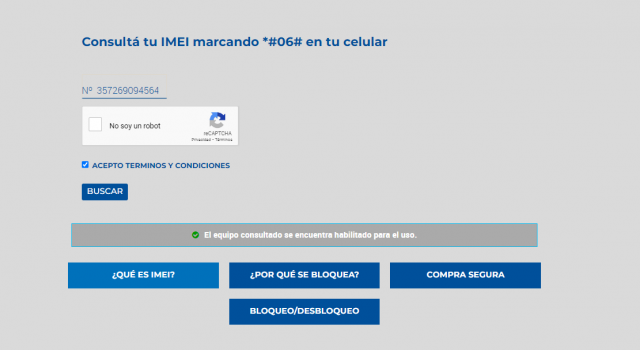 Consultá tu IMEI marcando *#06# en tu celular
Nº 357269094564
No soy un robot
reCAPTCHA
Privacidad - Términos
ACEPTO TERMINOS Y CONDICIONES
BUSCAR
El equipo consultado se encuentra habilitado para el uso.
¿QUÉ ES IMEI?
¿POR QUÉ SE BLOQUEA?
COMPRA SEGURA
BLOQUEO/DESBLOQUEO